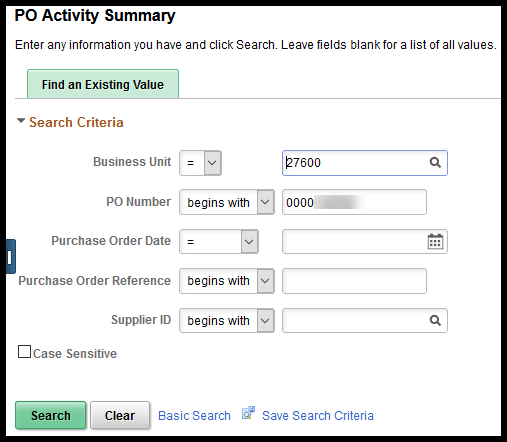 PO Activity Summary
Enter any information you have and click Search. Leave fields blank for a list of all values.
Find an Existing Value
Search Criteria
Business Unit = 27600
PO Number begins with 0000
Purchase Order Date =
Purchase Order Reference begins with
Supplier ID begins with
Case Sensitive
Search Clear Basic Search Save Search Criteria